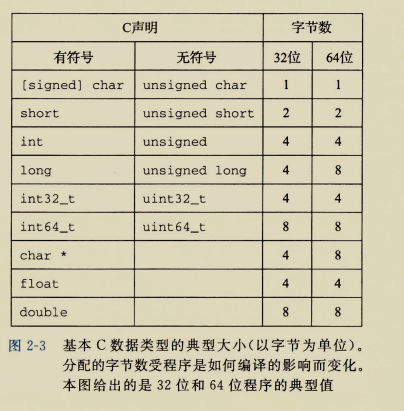 C声明 字节数
有符号 无符号 32位 64位
[signed] char unsigned char 1 1
short unsigned short 2 2
int unsigned 4 4
long unsigned long 4 8
int32_t uint32_t 4 4
int64_t uint64_t 8 8
char * 4 8
float 4 4
double 8 8
图 2-3 基本 C 数据类型的典型大小(以字节为单位)。
分配的字节数受程序是如何编译的影响而变化。
本图给出的是 32 位和 64 位程序的典型值